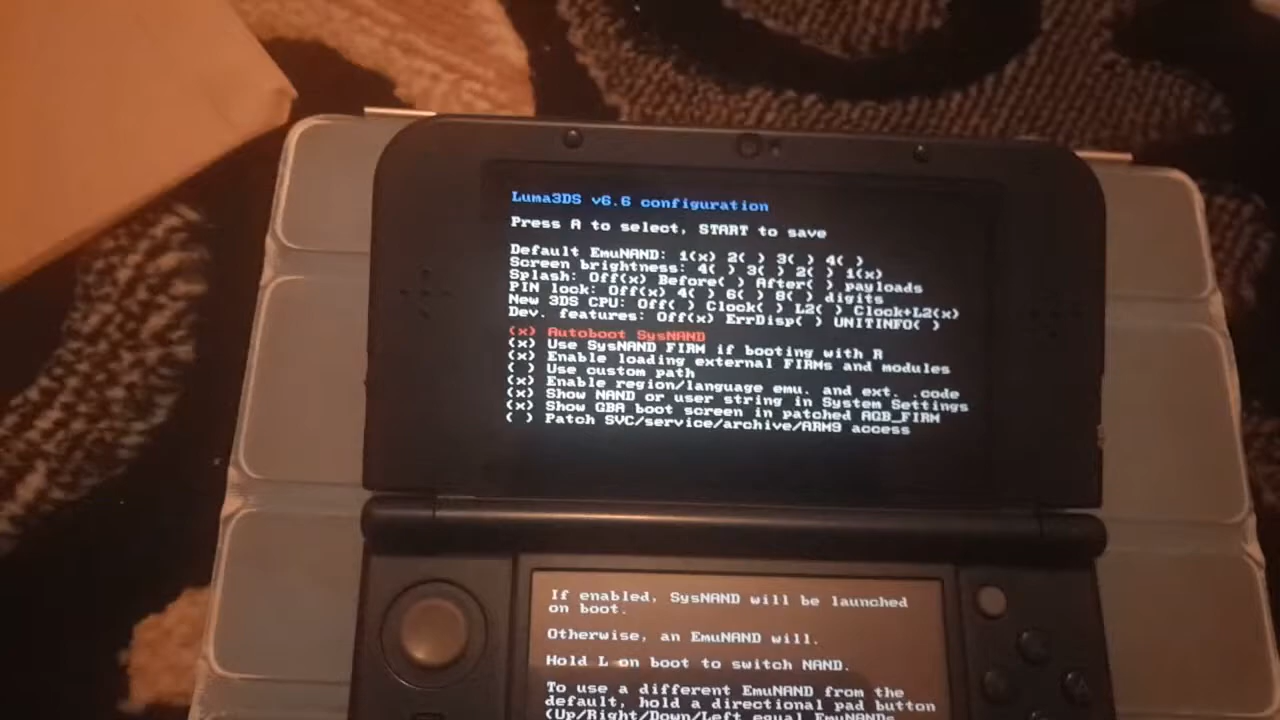 Luma3DS v6.6 configuration
Press A to select, START to save
Default EmuNAND: 1(x) 2( ) 3( ) 4( )
Screen brightness: 4( ) 3( ) 2( ) 1(x)
Splash: Off(x) Before( ) After( ) payloads
PIN lock: Off(x) 4( ) 6( ) 8( ) digits
New 3DS CPU: Off( ) Clock( ) L2( ) Clock+L2(x)
Dev. features: Off(x) ErrDisp( ) UNITINFO( )
(x) Autoboot SysNAND
(x) Use SysNAND FIRM if booting with R
(x) Enable loading external FIRMs and modules
( ) Use custom path
(x) Enable region/language emu. and ext. .code
(x) Show NAND or user string in System Settings
(x) Show GBA boot screen in patched AGB_FIRM
( ) Patch SVC/service/archive/ARM9 access
If enabled, SysNAND will be launched
on boot.
Otherwise, an EmuNAND will.
Hold L on boot to switch NAND.
To use a different EmuNAND from the
default, hold a directional pad button
(Up/Right/Down/Left equal EmuNANDs